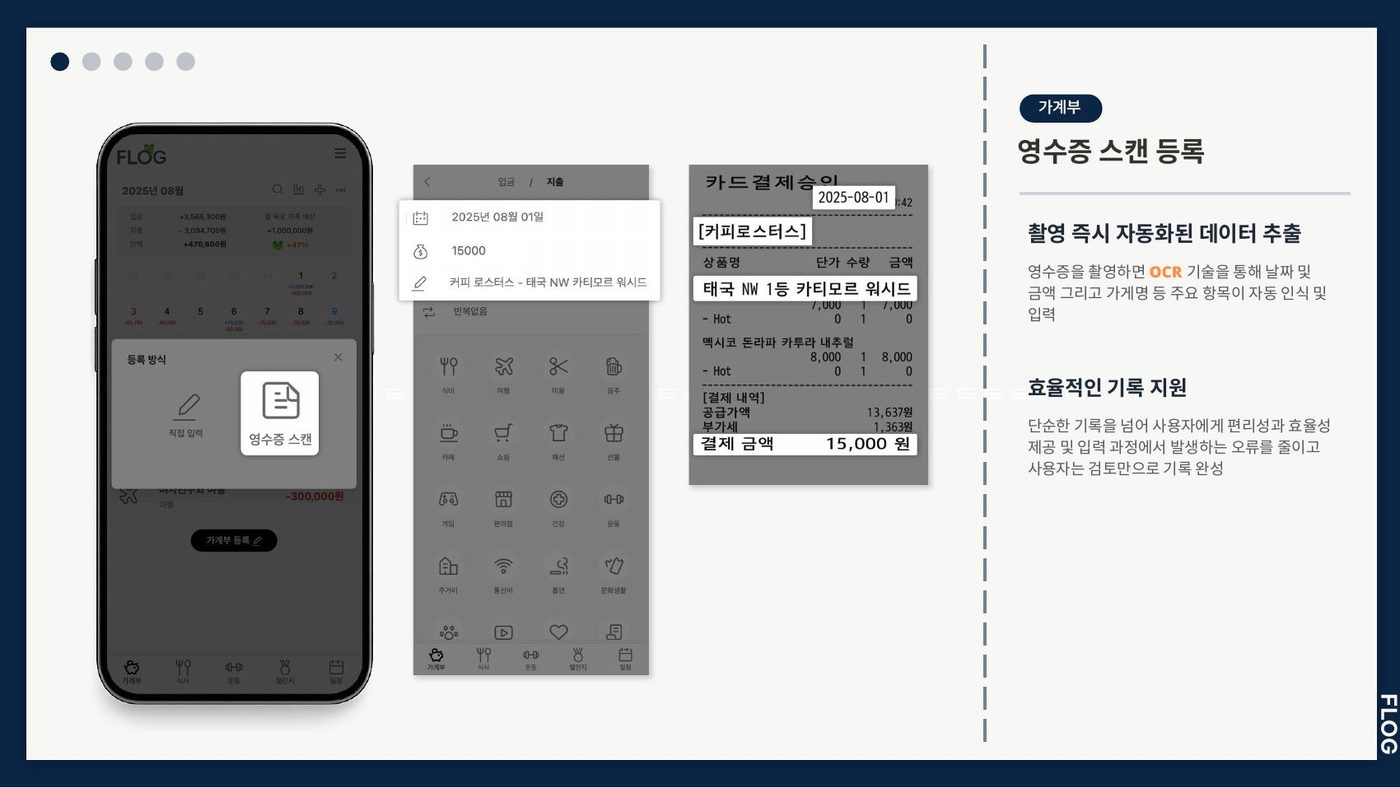 FLOG
2025년 08월
입금 +3,565,300원
지출 - 3,094,700원 +1,000,000원
잔액 +470,600원 +47%
1 2
3 4 5 6 7 8 9
등록 방식
직접 입력
영수증 스캔
-300,000원
여행
가계부 등록
가계부 식사 운동 챌린지 일정
입금 / 지출
2025년 08월 01일
15000
커피 로스터스 - 태국 NW 카티모르 워시드
반복없음
식비 여행 미용 음주
카페 쇼핑 패션 선물
게임 편의점 건강 운동
주거비 통신비 흡연 문화생활
가계부 식사 운동 챌린지 일정
카드결제승인
2025-08-01
:42
[커피로스터스]
상품명 단가 수량 금액
태국 NW 1등 카티모르 워시드
7,000 1 7,000
- Hot 0 1 0
멕시코 돈라파 카투라 내추럴
8,000 1 8,000
- Hot 0 1 0
[결제 내역]
공급가액 13,637원
부가세 1,363원
결제 금액 15,000 원
가계부
영수증 스캔 등록
촬영 즉시 자동화된 데이터 추출
영수증을 촬영하면 OCR 기술을 통해 날짜 및
금액 그리고 가게명 등 주요 항목이 자동 인식 및
입력
효율적인 기록 지원
단순한 기록을 넘어 사용자에게 편리성과 효율성
제공 및 입력 과정에서 발생하는 오류를 줄이고
사용자는 검토만으로 기록 완성
FLOG